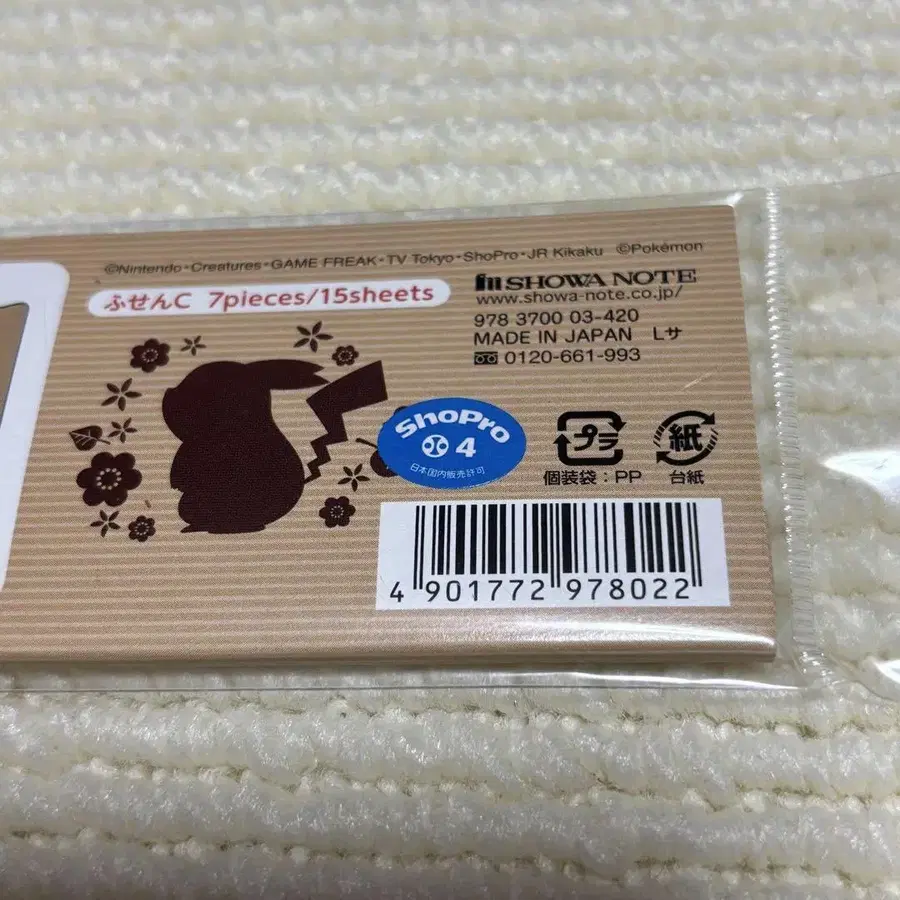 ©Nintendo・Creatures・GAME FREAK・TV Tokyo・ShoPro・JR Kikaku ©Pokémon
ふせんC 7pieces/15sheets
SHOWA NOTE
www.showa-note.co.jp/
978 3700 03-420
MADE IN JAPAN Lサ
0120-661-993
ShoPro
4
日本国内販売許可
プラ
個装袋：PP
紙
台紙
4 901772 978022